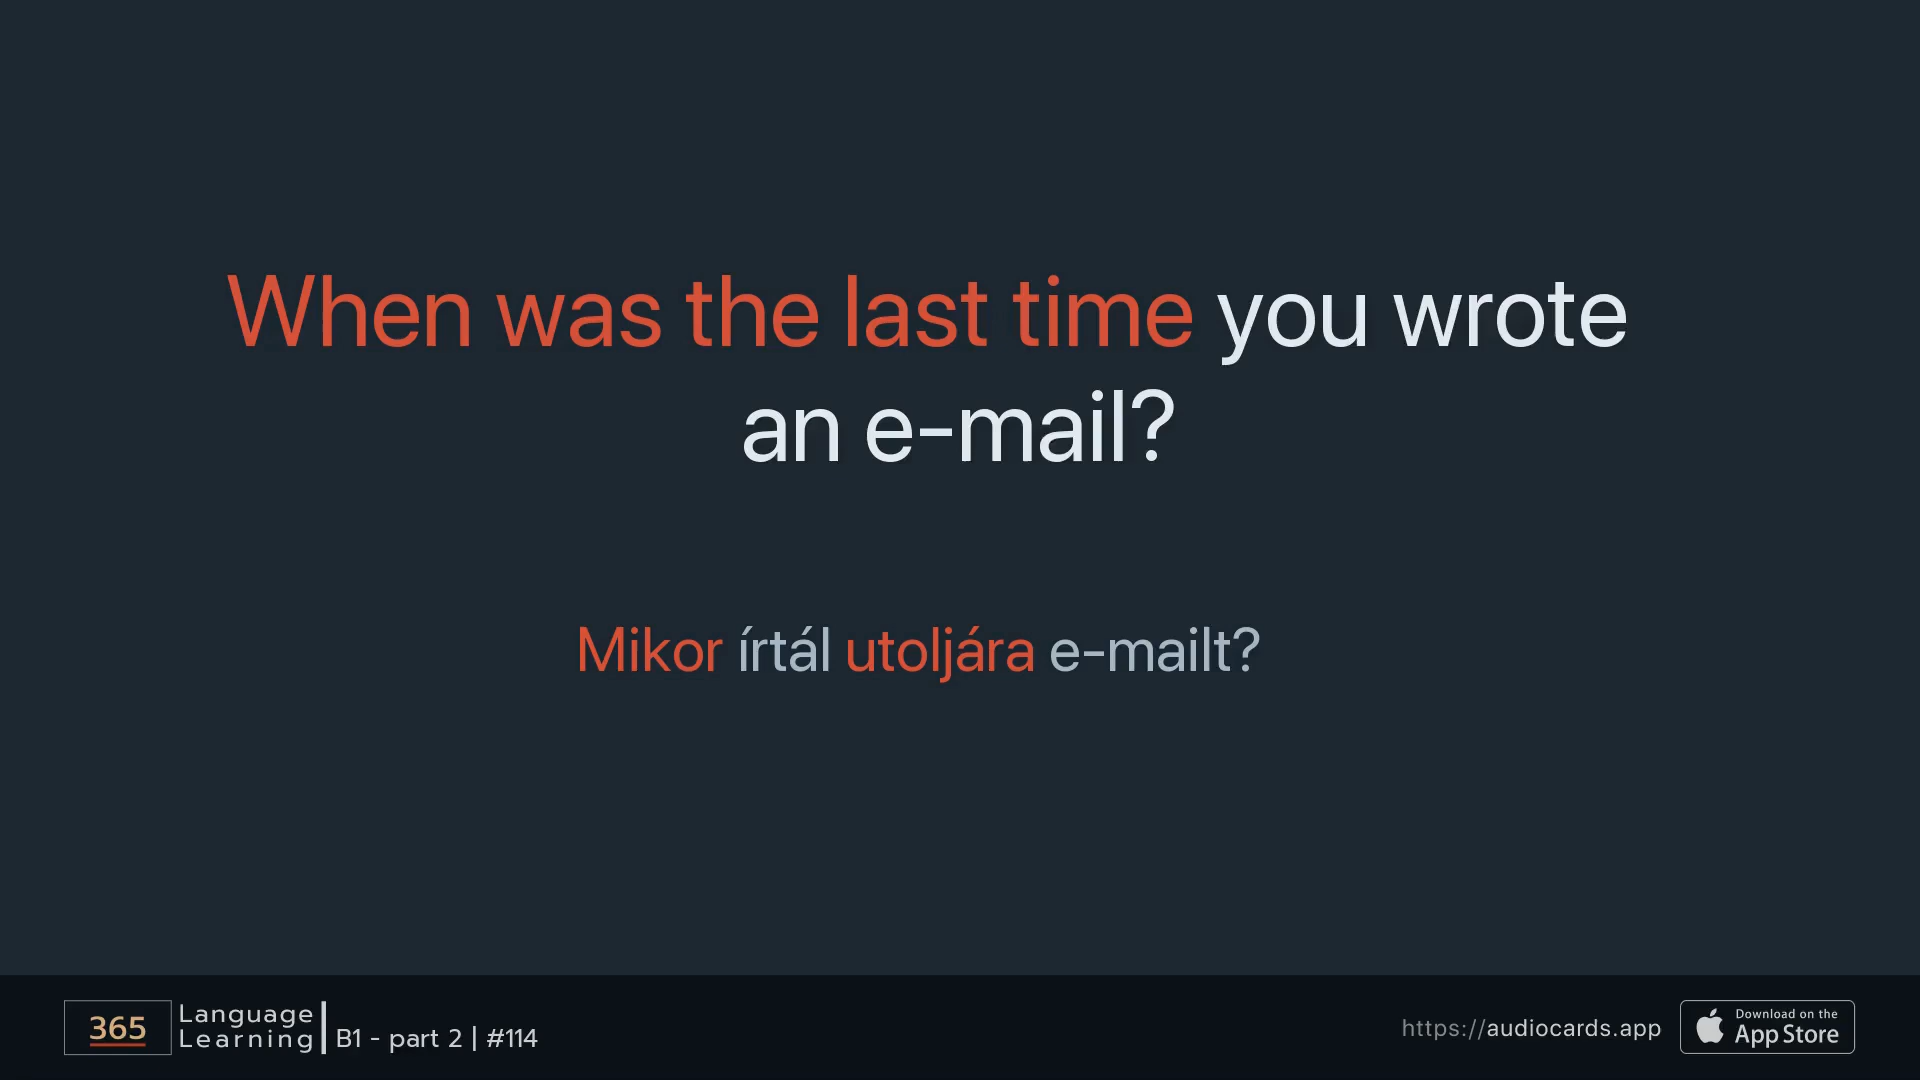 When was the last time you wrote
an e-mail?
Mikor írtál utoljára e-mailt?
365
Language
Learning
B1 - part 2 | #114
https://audiocards.app
Download on the
App Store